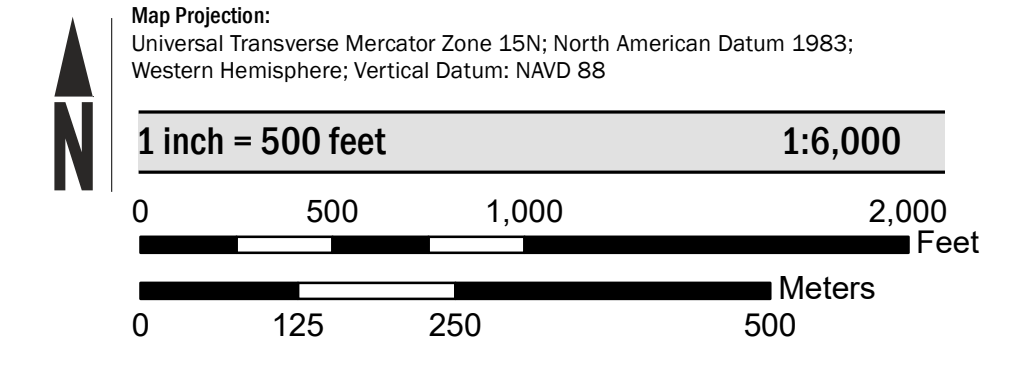 Map Projection:
Universal Transverse Mercator Zone 15N; North American Datum 1983;
Western Hemisphere; Vertical Datum: NAVD 88
N
1 inch = 500 feet 1:6,000
0 500 1,000 2,000
Feet
Meters
0 125 250 500